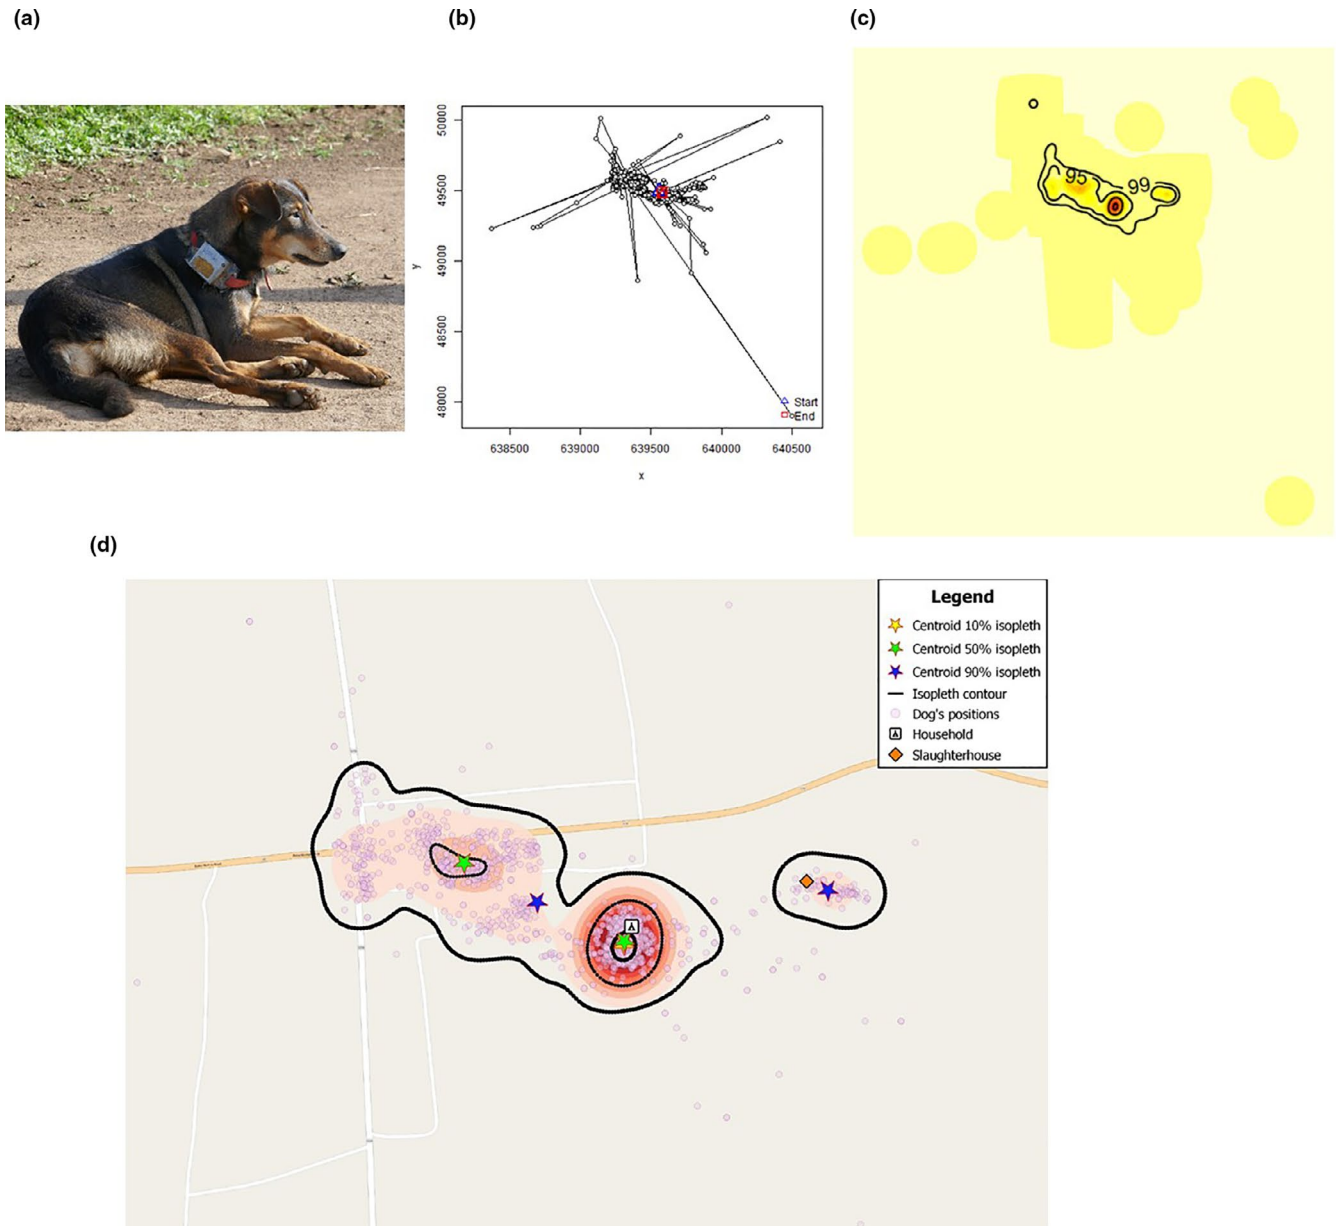 (a)
(b)
(c)
50000
49500
49000
48500
48000
y
Start
End
638500 639000 639500 640000 640500
x
95
99
(d)
Legend
Centroid 10% isopleth
Centroid 50% isopleth
Centroid 90% isopleth
Isopleth contour
Dog's positions
Household
Slaughterhouse